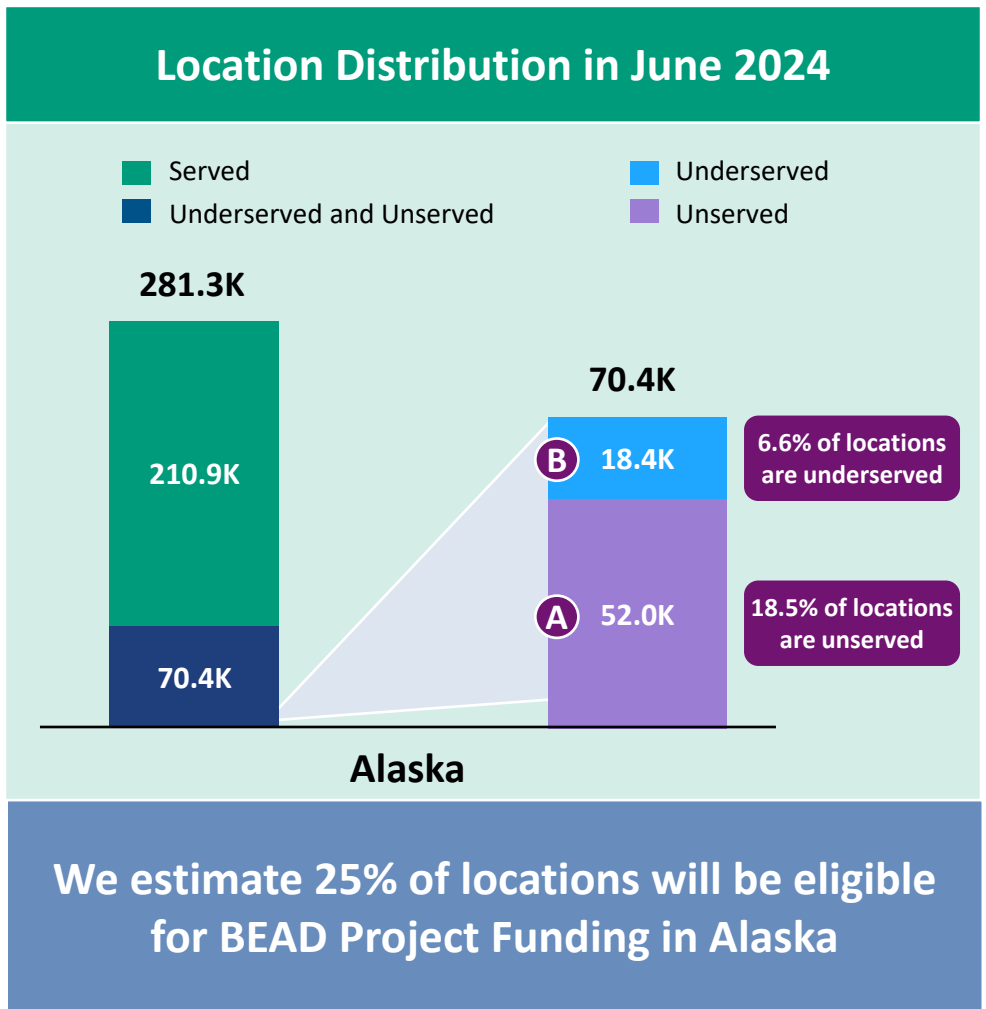 Location Distribution in June 2024
Served
Underserved
Underserved and Unserved
Unserved
281.3K
210.9K
70.4K
70.4K
B
18.4K
A
52.0K
6.6% of locations
are underserved
18.5% of locations
are unserved
Alaska
We estimate 25% of locations will be eligible
for BEAD Project Funding in Alaska